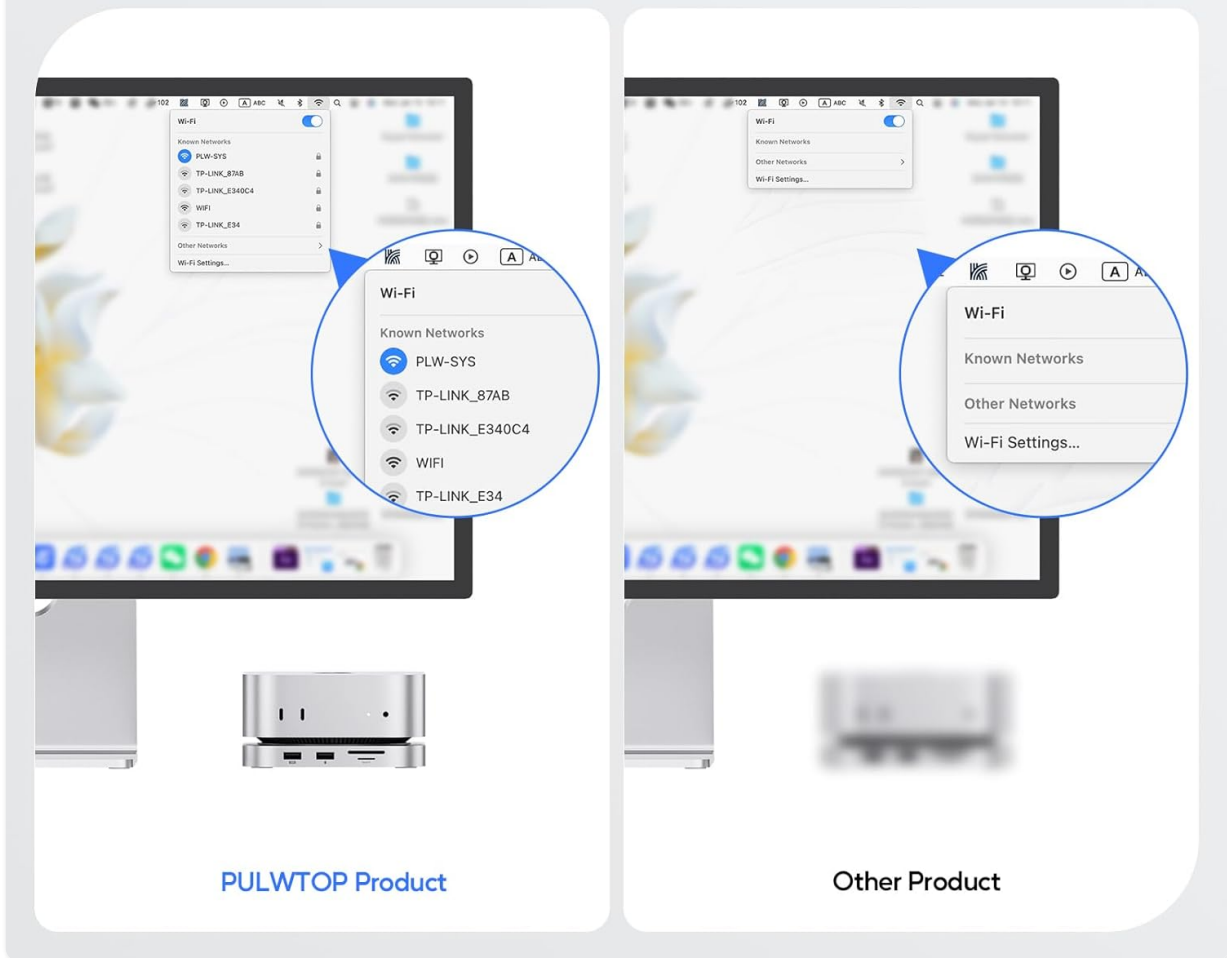 102
A ABC
Wi-Fi
Known Networks
PLW-SYS
TP-LINK_87AB
TP-LINK_E340C4
WIFI
TP-LINK_E34
Other Networks
Wi-Fi Settings...
A
Wi-Fi
Known Networks
PLW-SYS
TP-LINK_87AB
TP-LINK_E340C4
WIFI
TP-LINK_E34
PULWTOP Product
102
A ABC
Wi-Fi
Known Networks
Other Networks
Wi-Fi Settings...
A
Wi-Fi
Known Networks
Other Networks
Wi-Fi Settings...
Other Product